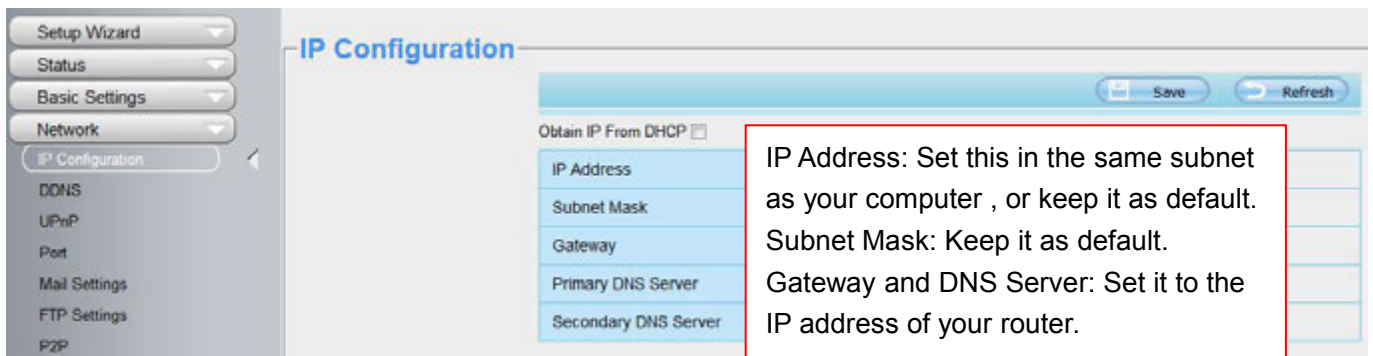 Setup Wizard
Status
Basic Settings
Network
IP Configuration
DDNS
UPnP
Port
Mail Settings
FTP Settings
P2P
IP Configuration
Save
Refresh
Obtain IP From DHCP
IP Address
Subnet Mask
Gateway
Primary DNS Server
Secondary DNS Server
IP Address: Set this in the same subnet
as your computer , or keep it as default.
Subnet Mask: Keep it as default.
Gateway and DNS Server: Set it to the
IP address of your router.